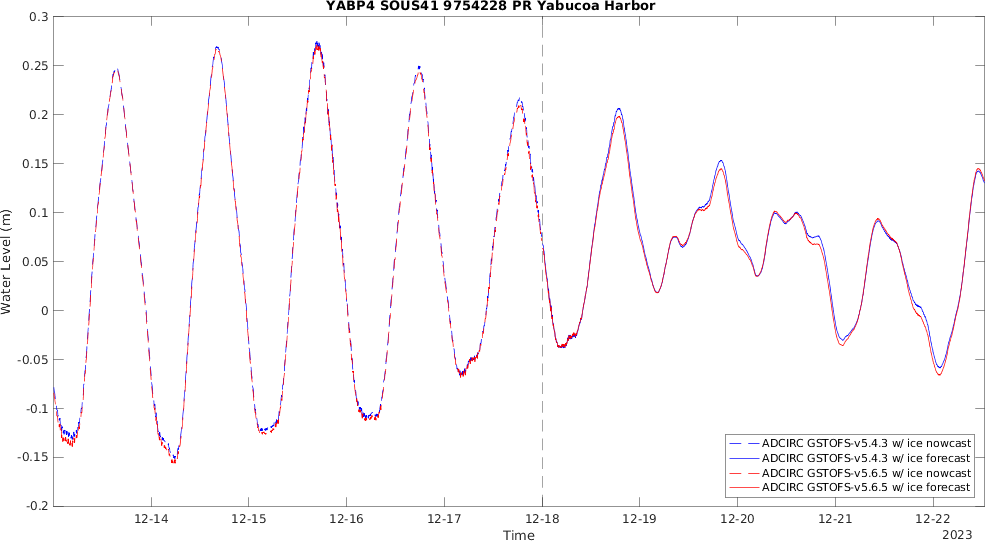 YABP4 SOUS41 9754228 PR Yabucoa Harbor
0.3
0.25
0.2
0.15
0.1
0.05
0
-0.05
-0.1
-0.15
-0.2
Water Level (m)
ADCIRC GSTOFS-v5.4.3 w/ ice nowcast
ADCIRC GSTOFS-v5.4.3 w/ ice forecast
ADCIRC GSTOFS-v5.6.5 w/ ice nowcast
ADCIRC GSTOFS-v5.6.5 w/ ice forecast
12-14 12-15 12-16 12-17 12-18 12-19 12-20 12-21 12-22
Time
2023